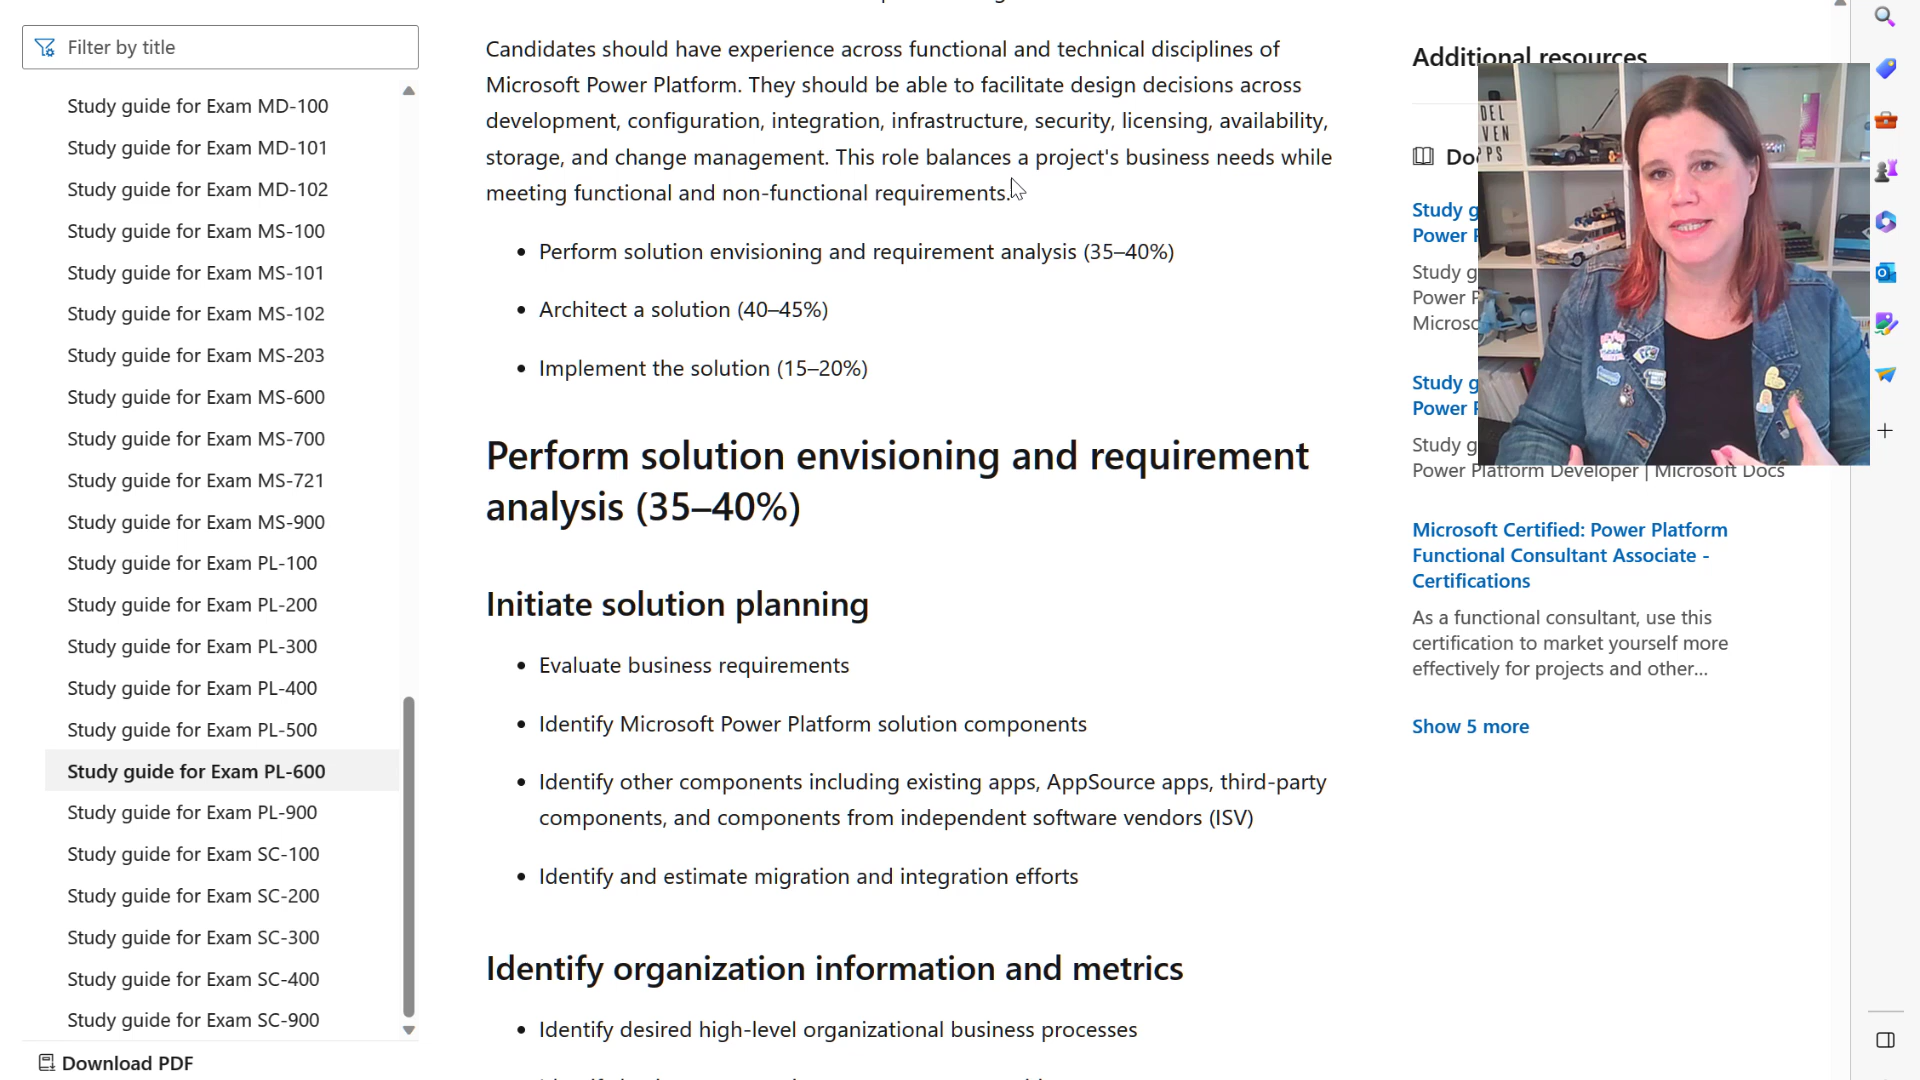 Filter by title
Study guide for Exam MD-100
Study guide for Exam MD-101
Study guide for Exam MD-102
Study guide for Exam MS-100
Study guide for Exam MS-101
Study guide for Exam MS-102
Study guide for Exam MS-203
Study guide for Exam MS-600
Study guide for Exam MS-700
Study guide for Exam MS-721
Study guide for Exam MS-900
Study guide for Exam PL-100
Study guide for Exam PL-200
Study guide for Exam PL-300
Study guide for Exam PL-400
Study guide for Exam PL-500
Study guide for Exam PL-600
Study guide for Exam PL-900
Study guide for Exam SC-100
Study guide for Exam SC-200
Study guide for Exam SC-300
Study guide for Exam SC-400
Study guide for Exam SC-900
Download PDF
Candidates should have experience across functional and technical disciplines of
Microsoft Power Platform. They should be able to facilitate design decisions across
development, configuration, integration, infrastructure, security, licensing, availability,
storage, and change management. This role balances a project's business needs while
meeting functional and non-functional requirements.
• Perform solution envisioning and requirement analysis (35–40%)
• Architect a solution (40–45%)
• Implement the solution (15–20%)
Perform solution envisioning and requirement
analysis (35–40%)
Initiate solution planning
• Evaluate business requirements
• Identify Microsoft Power Platform solution components
• Identify other components including existing apps, AppSource apps, third-party
components, and components from independent software vendors (ISV)
• Identify and estimate migration and integration efforts
Identify organization information and metrics
• Identify desired high-level organizational business processes
Additional resources
DEL
VEN
PPS
Study g
Power
Study g
Power
Study g
Power
Study g
Power Platform Developer | Microsoft Docs
Microsoft Certified: Power Platform
Functional Consultant Associate -
Certifications
As a functional consultant, use this
certification to market yourself more
effectively for projects and other...
Show 5 more